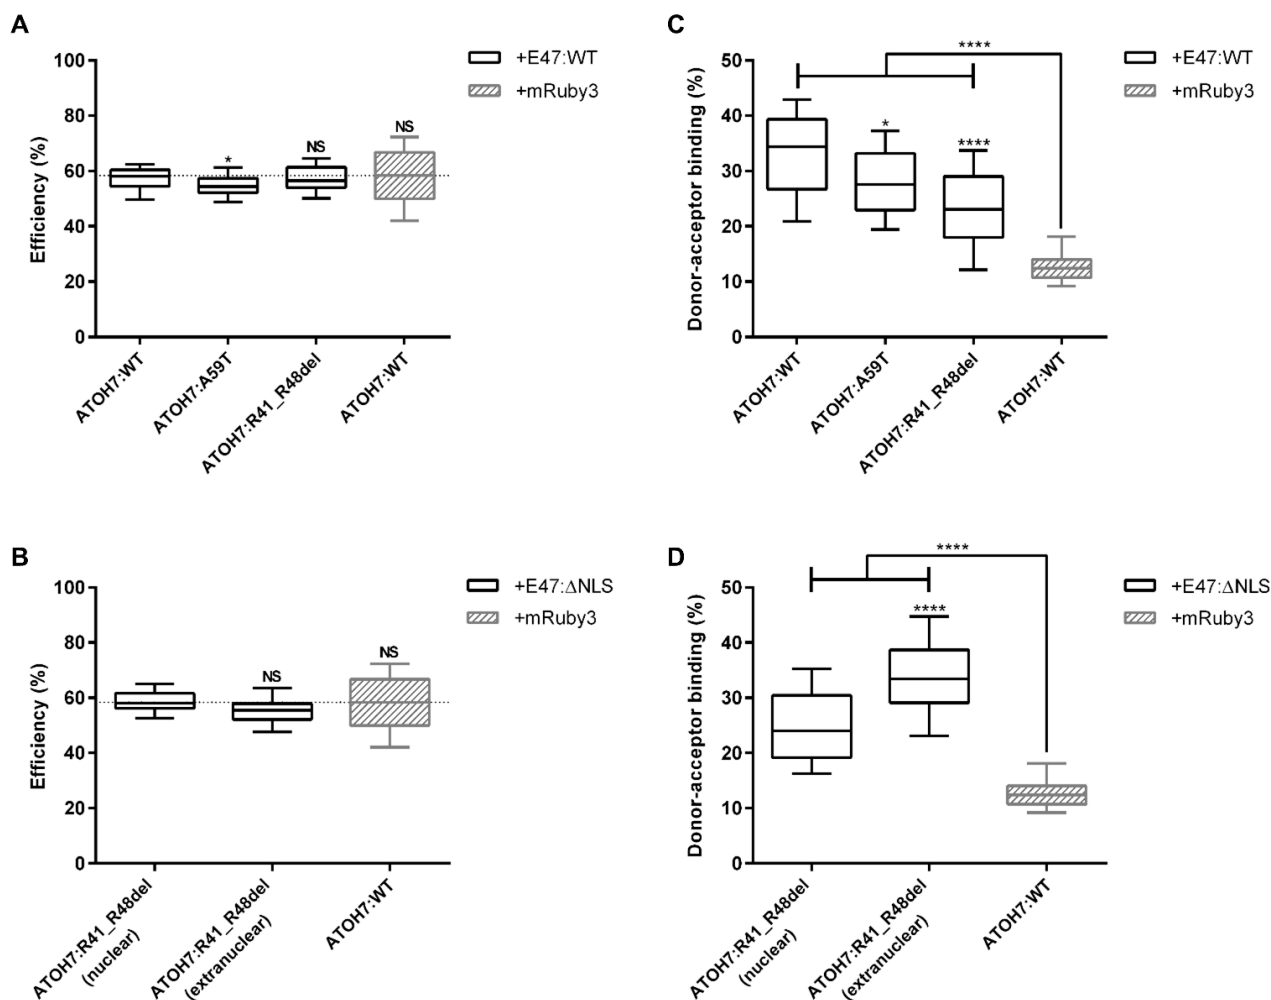 A
Efficiency (%)
100
80
60
40
20
0
*
NS
NS
ATOH7:WT
ATOH7:A59T
ATOH7:R41_R48del
ATOH7:WT
+E47:WT
+mRuby3
C
Donor-acceptor binding (%)
50
40
30
20
10
0
****
*
****
ATOH7:WT
ATOH7:A59T
ATOH7:R41_R48del
ATOH7:WT
+E47:WT
+mRuby3
B
Efficiency (%)
100
80
60
40
20
0
NS
NS
ATOH7:R41_R48del
(nuclear)
ATOH7:R41_R48del
(extranuclear)
ATOH7:WT
+E47:ΔNLS
+mRuby3
D
Donor-acceptor binding (%)
50
40
30
20
10
0
****
****
ATOH7:R41_R48del
(nuclear)
ATOH7:R41_R48del
(extranuclear)
ATOH7:WT
+E47:ΔNLS
+mRuby3